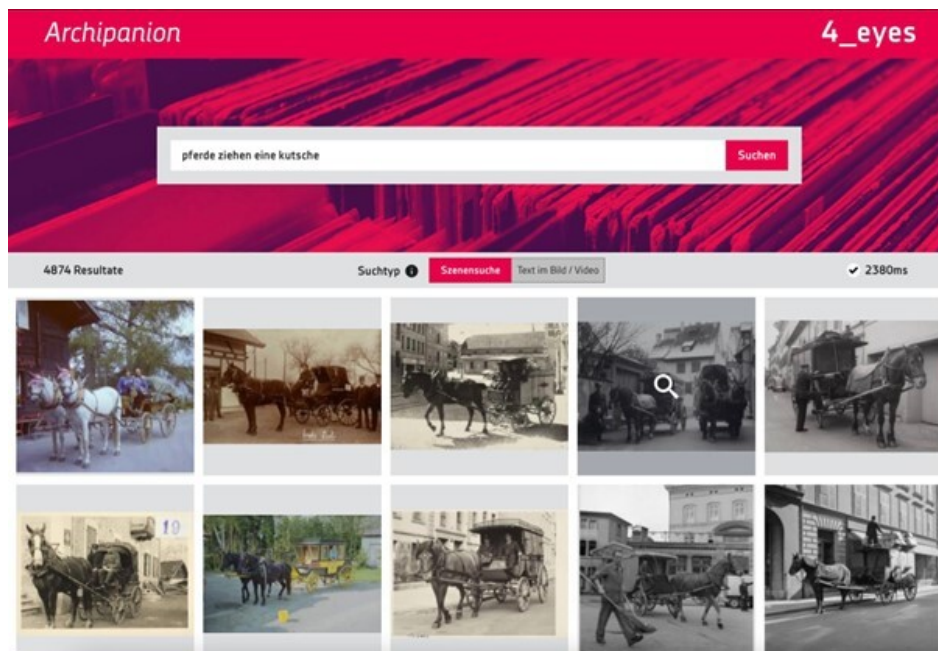 Archipanion
4_eyes
pferde ziehen eine kutsche
Suchen
4874 Resultate
Suchtyp
Szenensuche
Text im Bild / Video
2380ms
19